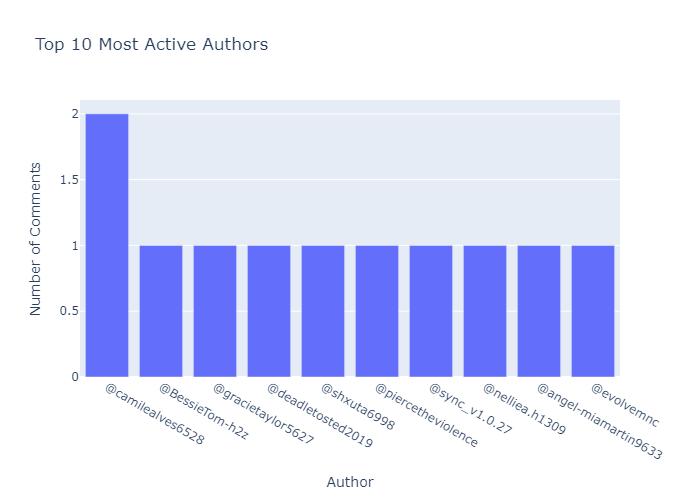 Top 10 Most Active Authors
Number of Comments
2
1.5
1
0.5
0
@camilealves6528
@BessieTom-h2z
@gracietaylor5627
@deadletosted2019
@shxuta6998
@piercetheviolence
@sync_v1.0.27
@nelliea.h1309
@angel-miamartin9633
@evolvemnc
Author